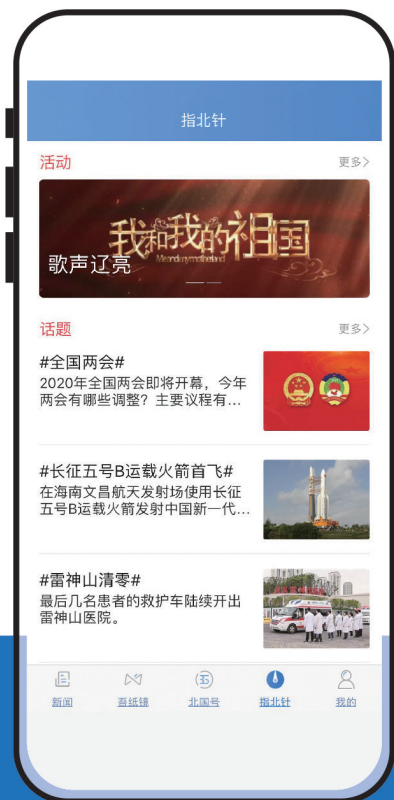 指北针
活动
更多>
我和我的祖国
Me and my motherland
歌声辽亮
话题
更多>
#全国两会#
2020年全国两会即将开幕，今年
两会有哪些调整？主要议程有...
#长征五号B运载火箭首飞#
在海南文昌航天发射场使用长征
五号B运载火箭发射中国新一代...
#雷神山清零#
最后几名患者的救护车陆续开出
雷神山医院。
新闻
吾纸镜
北国号
指北针
我的